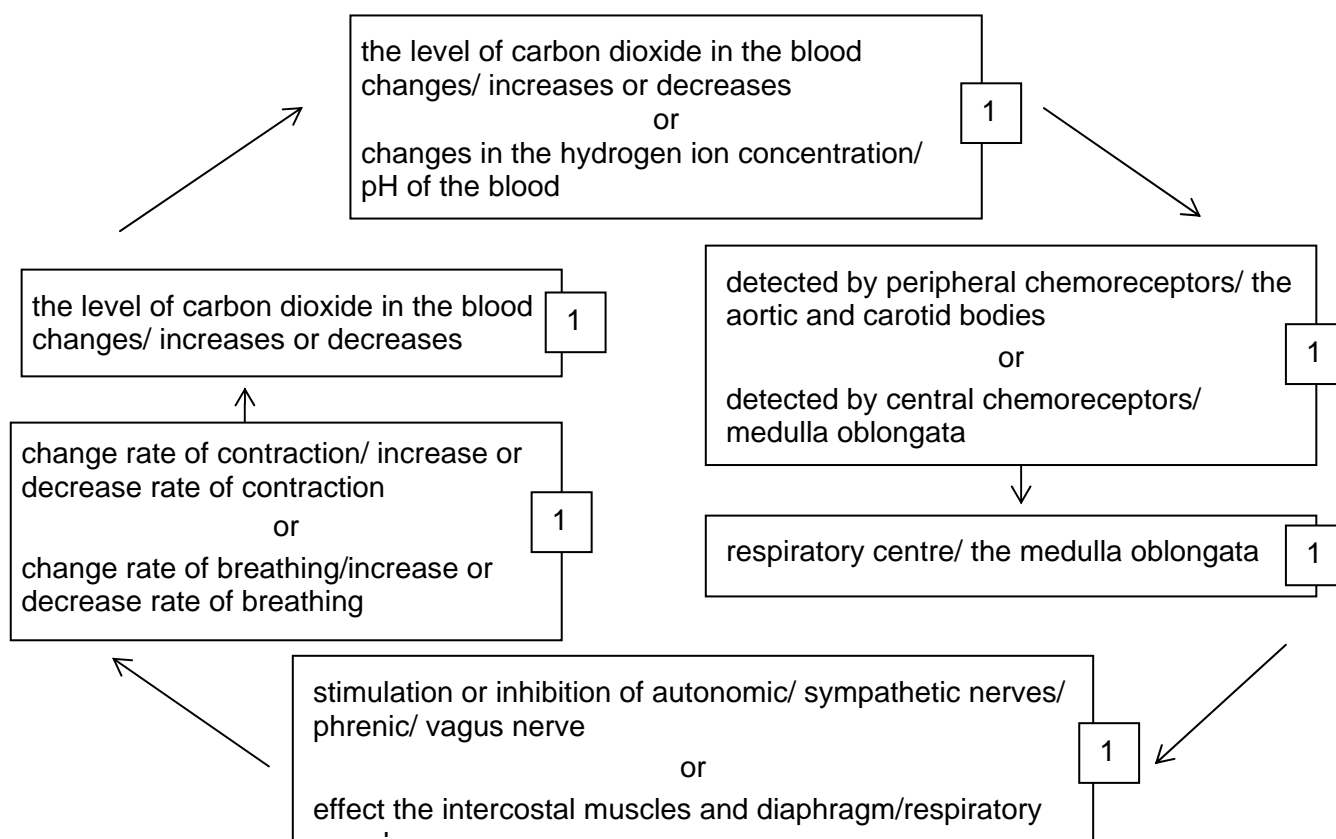 the level of carbon dioxide in the blood
changes/ increases or decreases
or
changes in the hydrogen ion concentration/
pH of the blood
1
detected by peripheral chemoreceptors/ the
aortic and carotid bodies
or
detected by central chemoreceptors/
medulla oblongata
1
respiratory centre/ the medulla oblongata
1
stimulation or inhibition of autonomic/ sympathetic nerves/
phrenic/ vagus nerve
or
effect the intercostal muscles and diaphragm/respiratory
1
change rate of contraction/ increase or
decrease rate of contraction
or
change rate of breathing/increase or
decrease rate of breathing
1
the level of carbon dioxide in the blood
changes/ increases or decreases
1